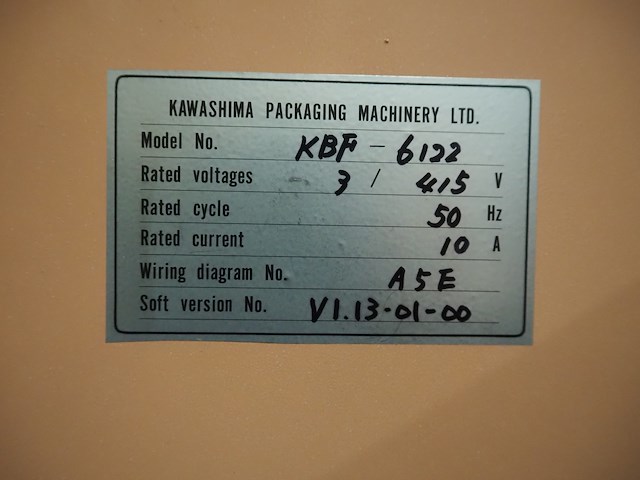 KAWASHIMA PACKAGING MACHINERY LTD.
Model No. KBF - 6122
Rated voltages 3 / 415 V
Rated cycle 50 Hz
Rated current 10 A
Wiring diagram No. A5E
Soft version No. V1.13-01-00